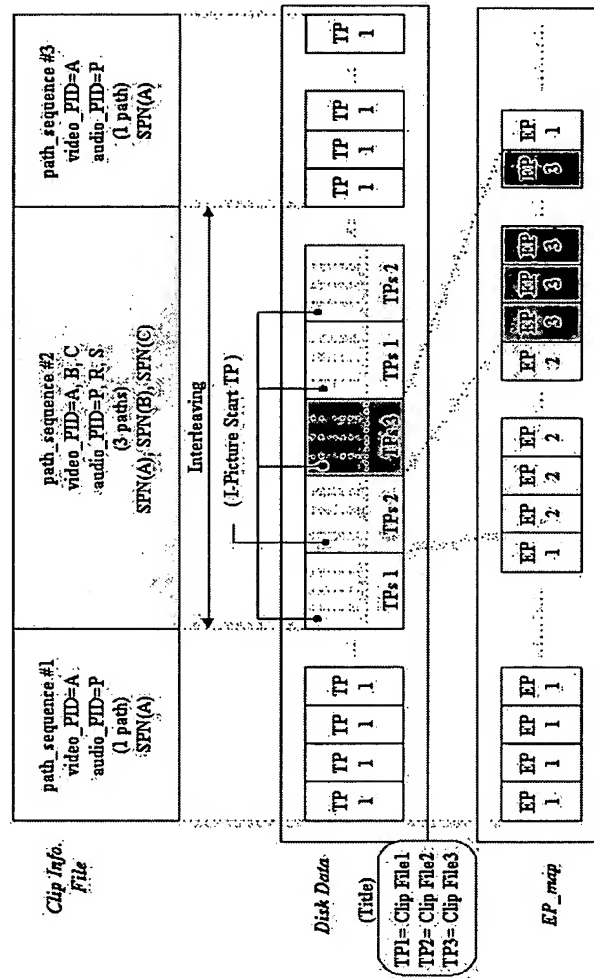 path_sequence #1
video_PID=A
audio_PID=P
(1 path)
SPN(A)
path_sequence #2
video_PID=A, B, C
audio_PID=P, R, S
(3 paths)
SPN(A), SPN(B), SPN(C)
path_sequence #3
video_PID=A
audio_PID=P
(1 path)
SPN(A)
Clip Info.
File
Interleaving
( I-Picture Start TP )
Disk Data
(Title)
TP 1
TP 1
TP 1
TP 1
TPs 1
TPs 2
TPs 3
TPs 1
TPs 2
TP 1
TP 1
TP 1
TP 1
TP1= Clip File1
TP2= Clip File2
TP3= Clip File3
EP_map
EP 1
EP 1
EP 1
EP 1
EP 1
EP 2
EP 2
EP 2
EP 2
EP 3
EP 3
EP 3
EP 3
EP 1